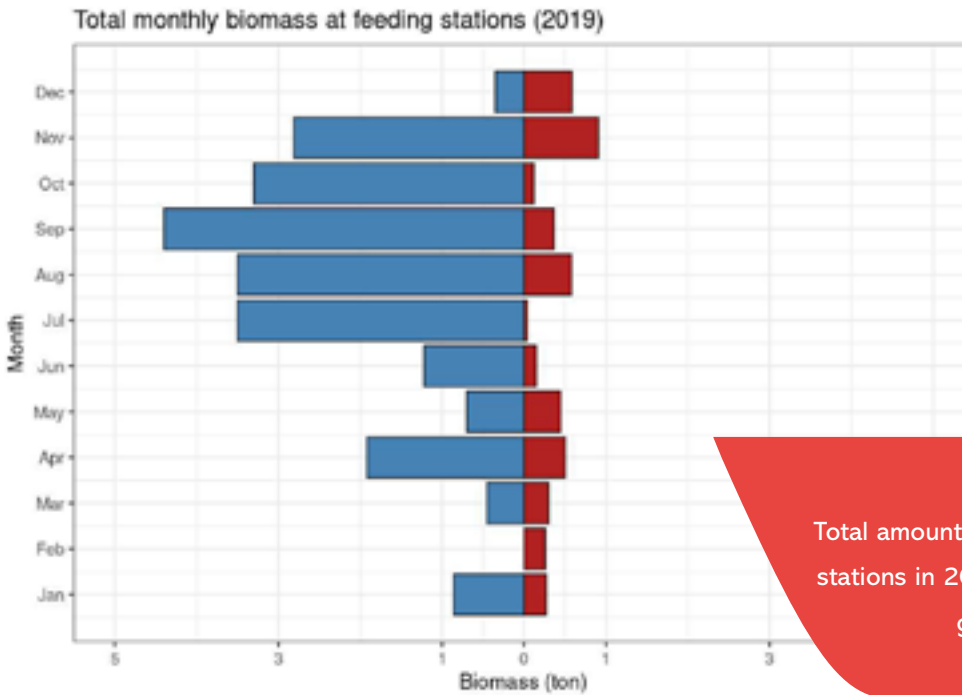 Total monthly biomass at feeding stations (2019)
Dec
Nov
Oct
Sep
Aug
Jul
Jun
May
Apr
Mar
Feb
Jan
Month
5 3 1 0 1 3
Biomass (ton)
Total amount
stations in 20
g